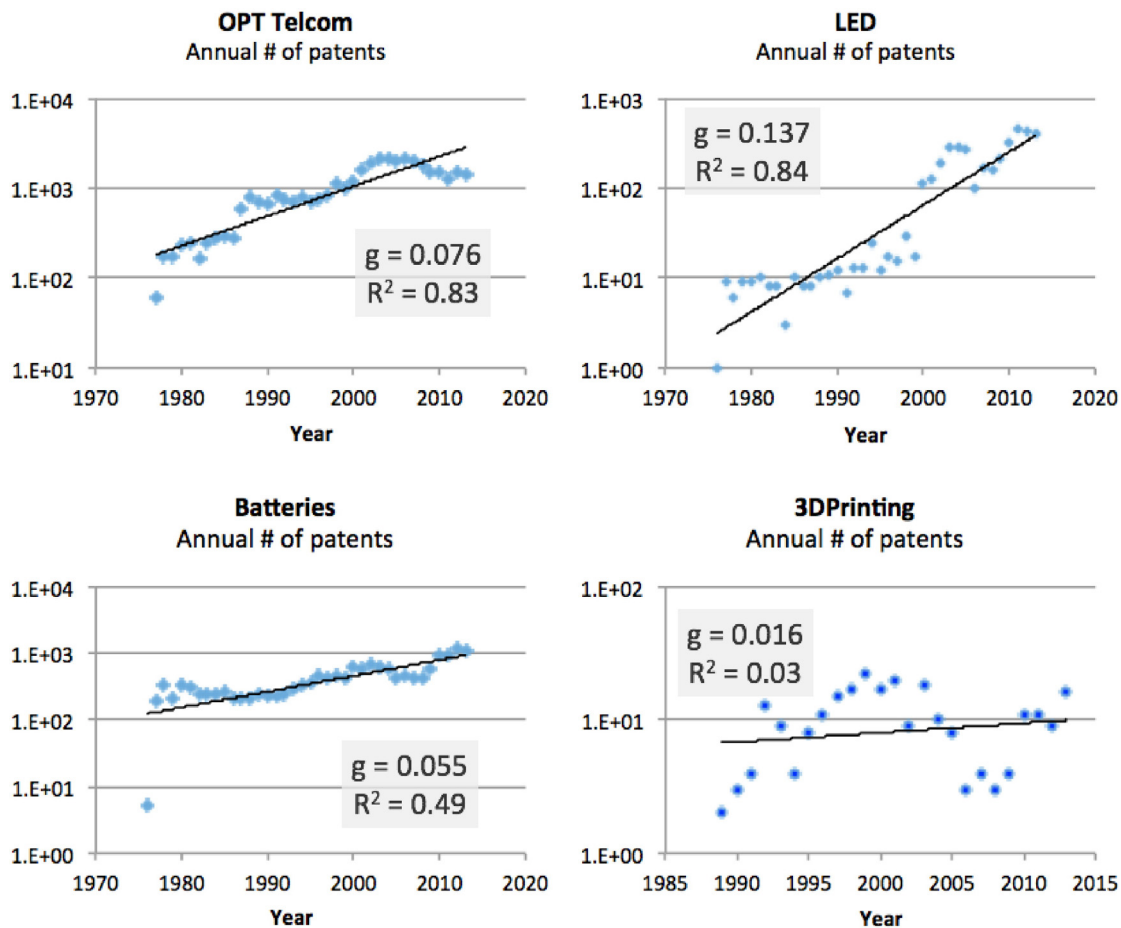 OPT Telcom
Annual # of patents
1.E+04
1.E+03
1.E+02
1.E+01
g = 0.076
R² = 0.83
1970 1980 1990 2000 2010 2020
Year
LED
Annual # of patents
1.E+03
1.E+02
1.E+01
1.E+00
g = 0.137
R² = 0.84
1970 1980 1990 2000 2010 2020
Year
Batteries
Annual # of patents
1.E+04
1.E+03
1.E+02
1.E+01
1.E+00
g = 0.055
R² = 0.49
1970 1980 1990 2000 2010 2020
Year
3DPrinting
Annual # of patents
1.E+02
1.E+01
1.E+00
g = 0.016
R² = 0.03
1985 1990 1995 2000 2005 2010 2015
Year